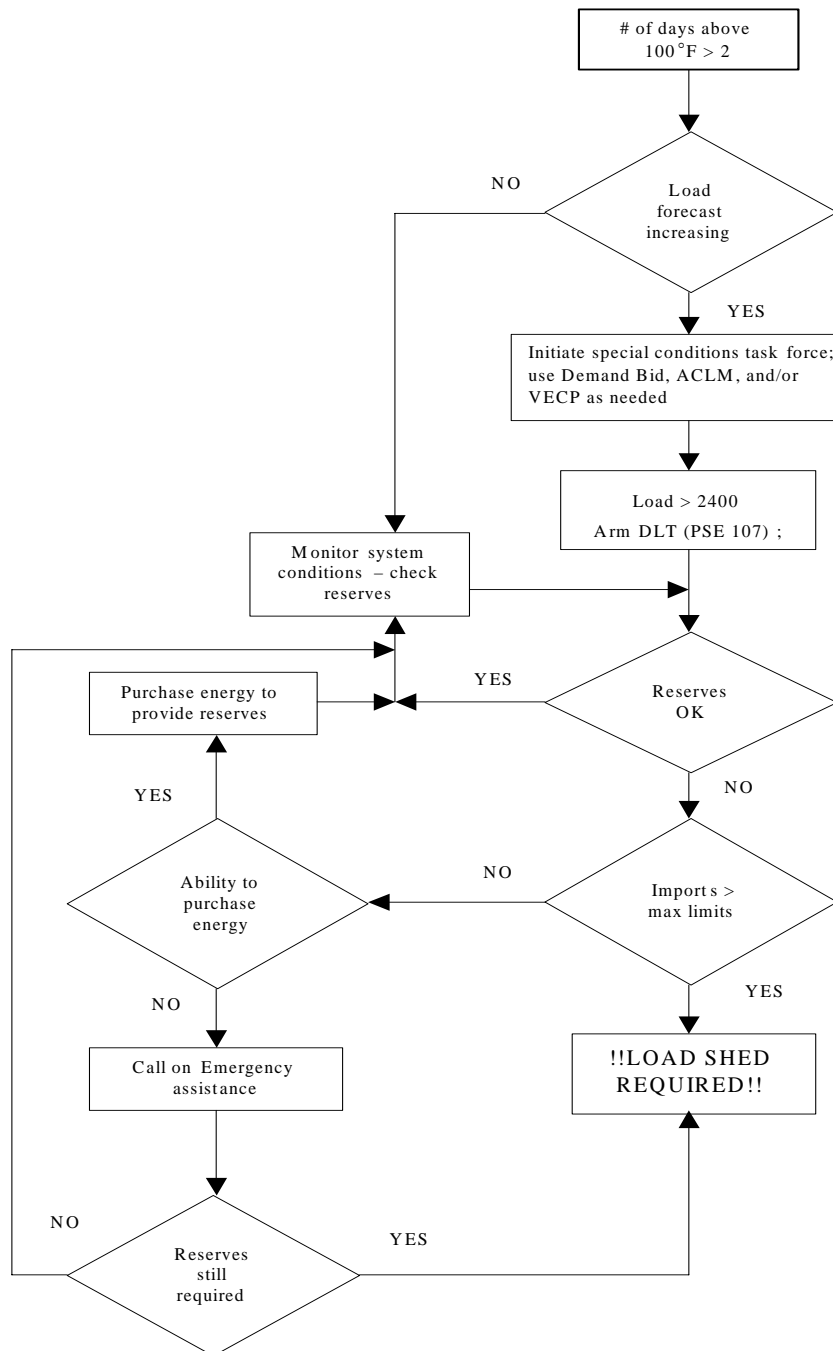 # of days above
100°F > 2
NO
Load
forecast
increasing
YES
Initiate special conditions task force;
use Demand Bid, ACLM, and/or
VECP as needed
Load > 2400
Arm DLT (PSE 107) ;
Monitor system
conditions – check
reserves
Purchase energy to
provide reserves
YES
Reserves
OK
YES
NO
Ability to
purchase
energy
NO
Imports >
max limits
NO
YES
Call on Emergency
assistance
!!LOAD SHED
REQUIRED!!
NO
YES
Reserves
still
required